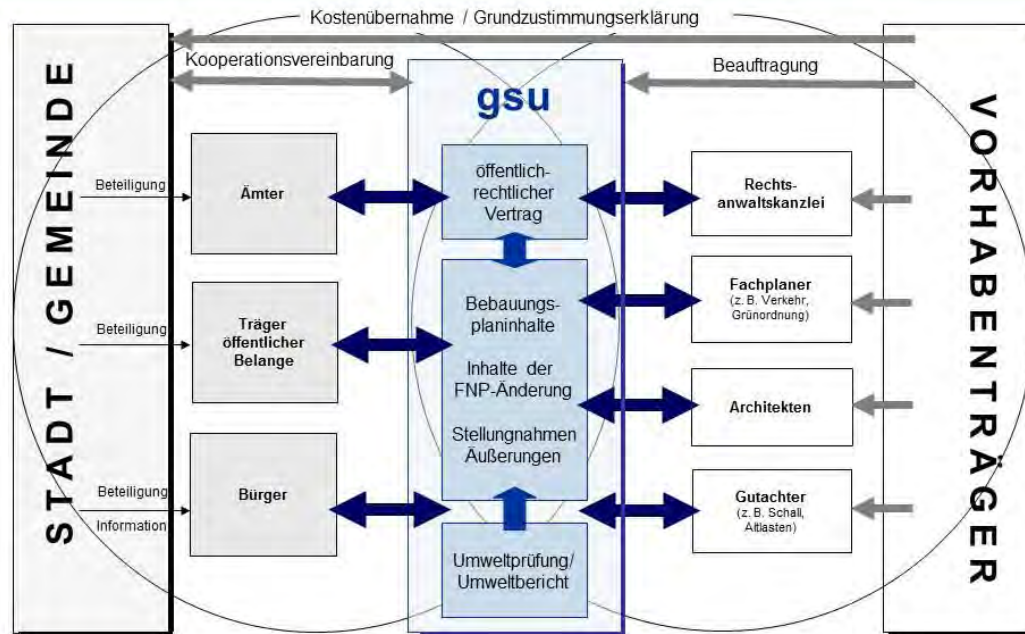 Kostenübernahme / Grundzustimmungserklärung
Kooperationsvereinbarung
Beauftragung
STADT / GEMEINDE
gsu
VORHABENTRÄGER
Beteiligung
Ämter
öffentlich-
rechtlicher
Vertrag
Rechts-
anwaltskanzlei
Beteiligung
Träger
öffentlicher
Belange
Bebauungs-
planinhalte
Inhalte der
FNP-Änderung
Stellungnahmen
Äußerungen
Fachplaner
(z. B. Verkehr,
Grünordnung)
Architekten
Beteiligung
Information
Bürger
Gutachter
(z. B. Schall,
Altlasten)
Umweltprüfung/
Umweltbericht